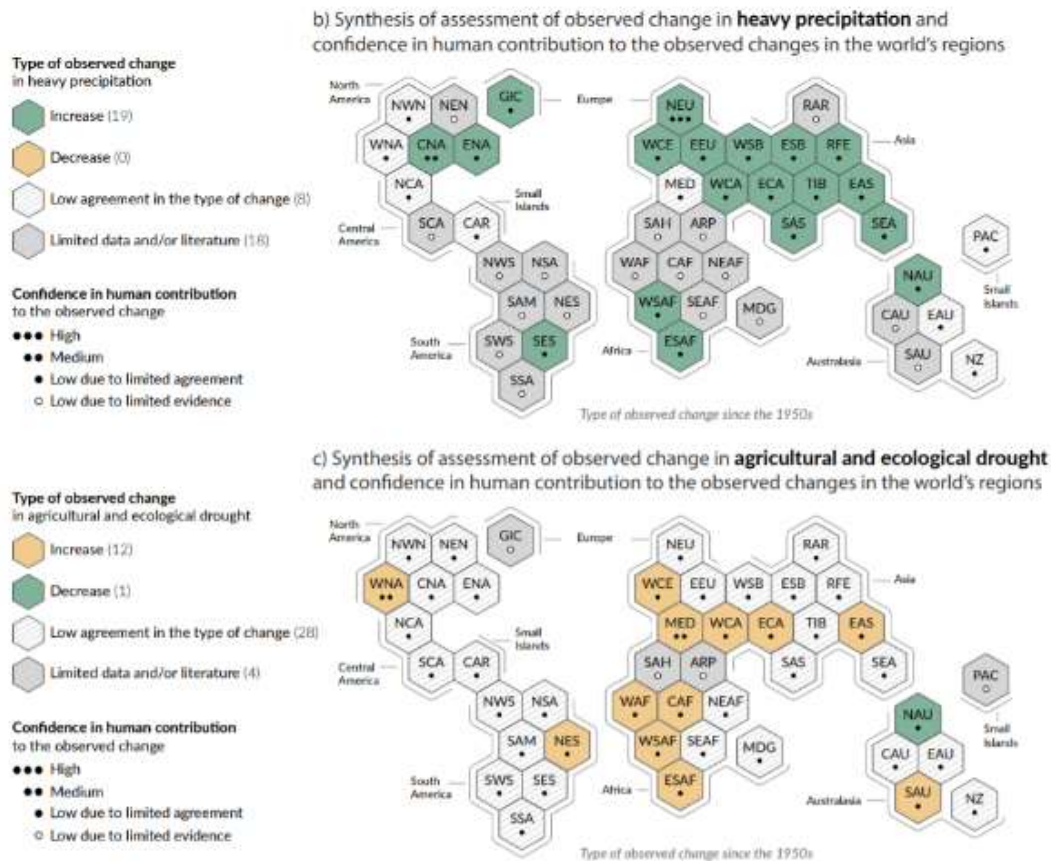 b) Synthesis of assessment of observed change in heavy precipitation and
confidence in human contribution to the observed changes in the world's regions
Type of observed change
in heavy precipitation
Increase (19)
Decrease (0)
Low agreement in the type of change (8)
Limited data and/or literature (18)
Confidence in human contribution
to the observed change
●●● High
●● Medium
● Low due to limited agreement
○ Low due to limited evidence
North
America
NWN NEN GIC Europe NEU RAR
WNA CNA ENA WCE EEU WSB ESB RFE Asia
NCA MED WCA ECA TIB EAS
Small
Islands
Central
America
SCA CAR SAH ARP SAS SEA PAC
NWS NSA WAF CAF NEAF NAU
Small
Islands
SAM NES WSAF SEAF MDG CAU EAU
South
America
SWS SES Africa ESAF Australasia SAU NZ
SSA
Type of observed change since the 1950s
c) Synthesis of assessment of observed change in agricultural and ecological drought
and confidence in human contribution to the observed changes in the world's regions
Type of observed change
in agricultural and ecological drought
Increase (12)
Decrease (1)
Low agreement in the type of change (28)
Limited data and/or literature (4)
Confidence in human contribution
to the observed change
●●● High
●● Medium
● Low due to limited agreement
○ Low due to limited evidence
North
America
NWN NEN GIC Europe NEU RAR
WNA CNA ENA WCE EEU WSB ESB RFE Asia
NCA MED WCA ECA TIB EAS
Small
Islands
Central
America
SCA CAR SAH ARP SAS SEA PAC
NWS NSA WAF CAF NEAF NAU
Small
Islands
SAM NES WSAF SEAF MDG CAU EAU
South
America
SWS SES Africa ESAF Australasia SAU NZ
SSA
Type of observed change since the 1950s